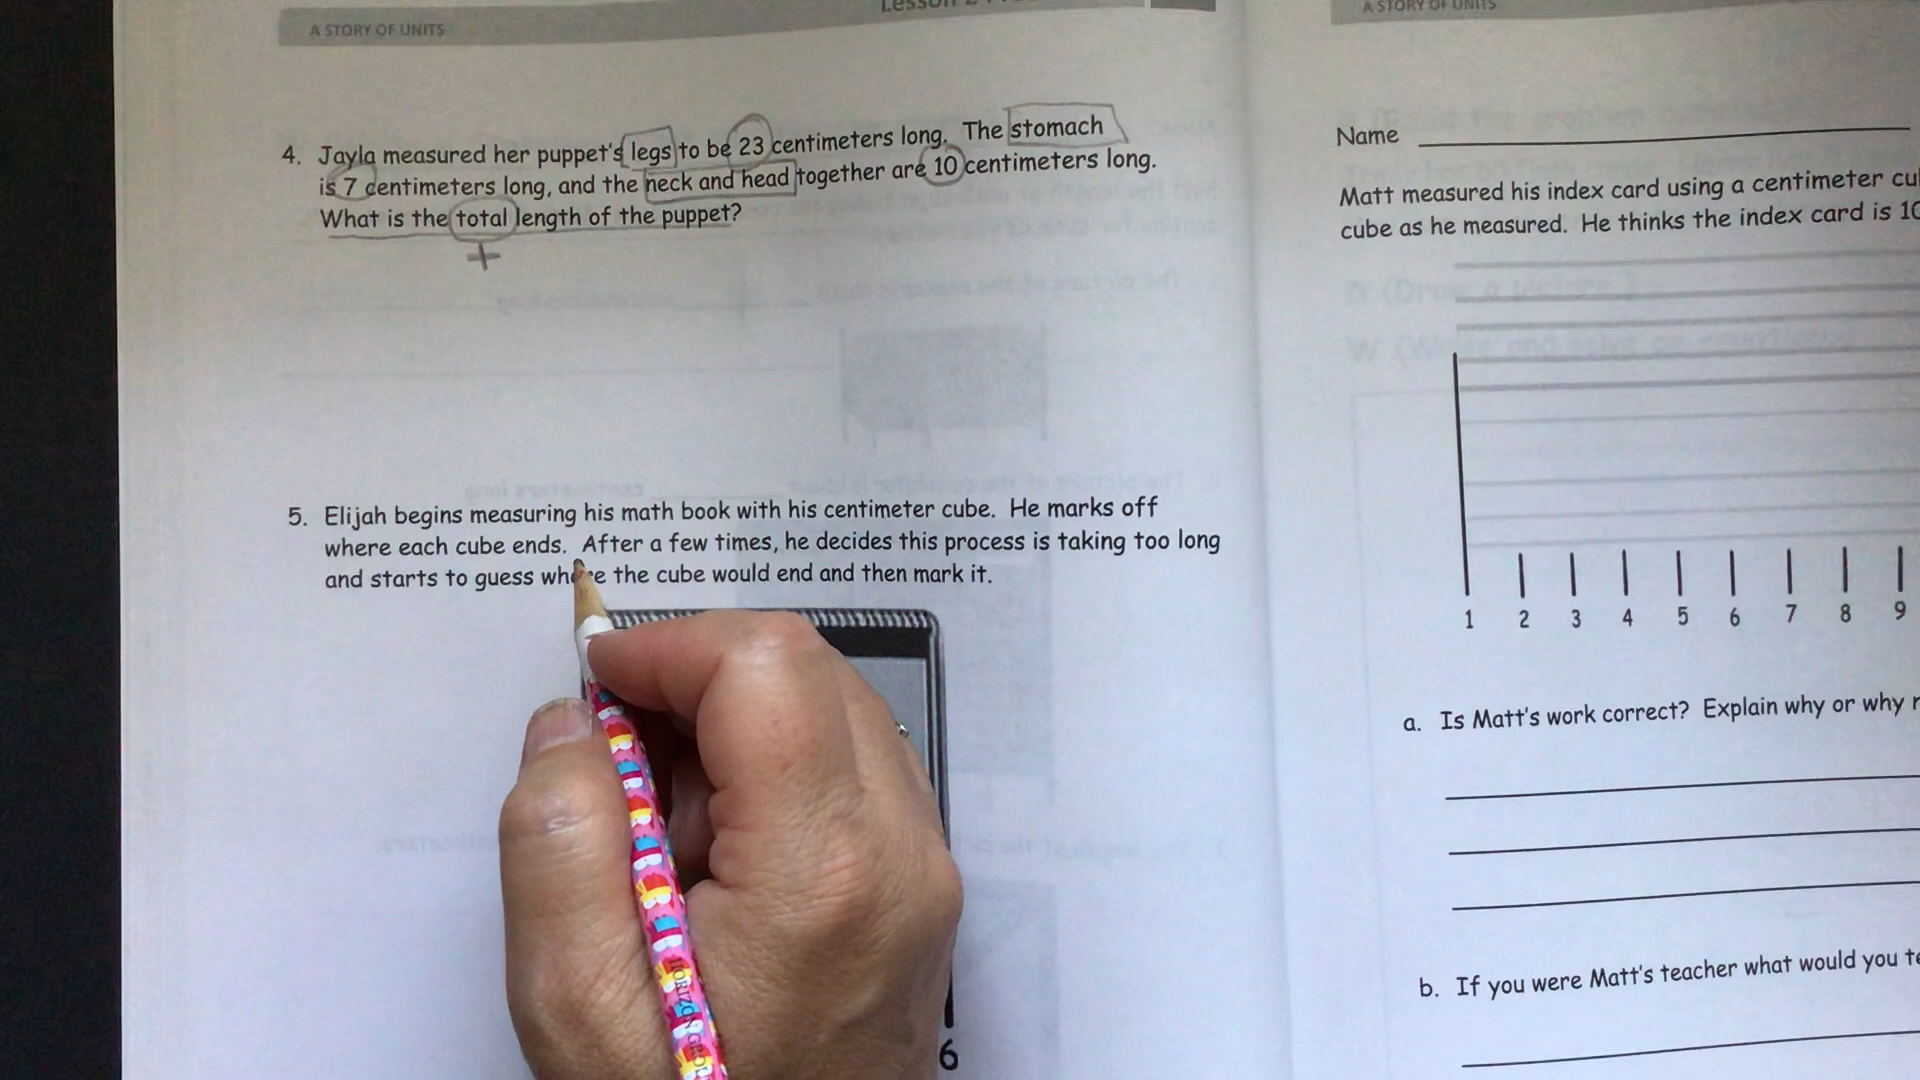 A STORY OF UNITS
Lesson 2
4. Jayla measured her puppet's legs to be 23 centimeters long. The stomach
is 7 centimeters long, and the neck and head together are 10 centimeters long.
What is the total length of the puppet?
+
5. Elijah begins measuring his math book with his centimeter cube. He marks off
where each cube ends. After a few times, he decides this process is taking too long
and starts to guess where the cube would end and then mark it.
6
A STORY OF UNITS
Name
Matt measured his index card using a centimeter cu
cube as he measured. He thinks the index card is 10
1 2 3 4 5 6 7 8 9
a. Is Matt's work correct? Explain why or why
b. If you were Matt's teacher what would you te
HORIZON GRO